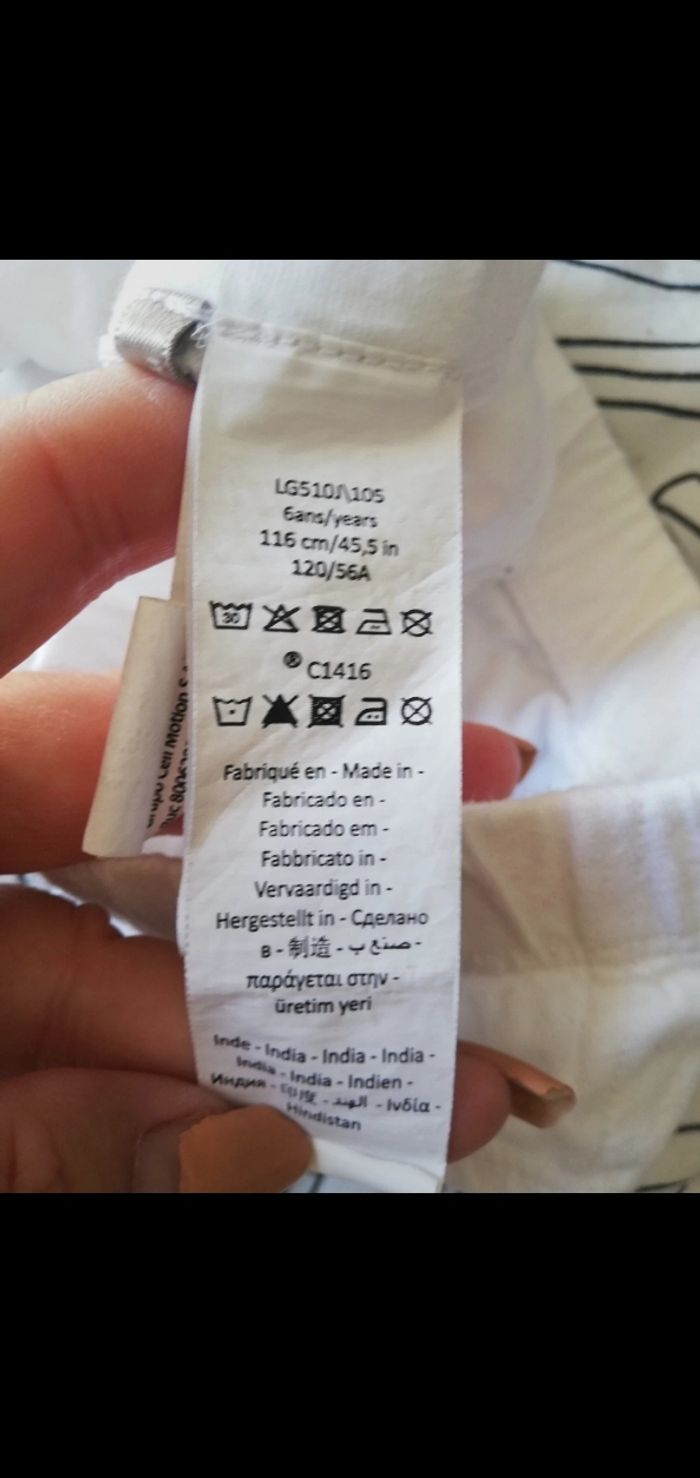 LG510J\105
6ans/years
116 cm/45,5 in
120/56A
30
® C1416
Fabriqué en - Made in -
Fabricado en -
Fabricado em -
Fabbricato in -
Vervaardigd in -
Hergestellt in - Сделано
в - 制造 - صنع ب -
παράγεται στην -
üretim yeri
Inde - India - India - India -
India - India - Indien -
Индия - 印度 - الهند - Ινδία -
Hindistan
Motion